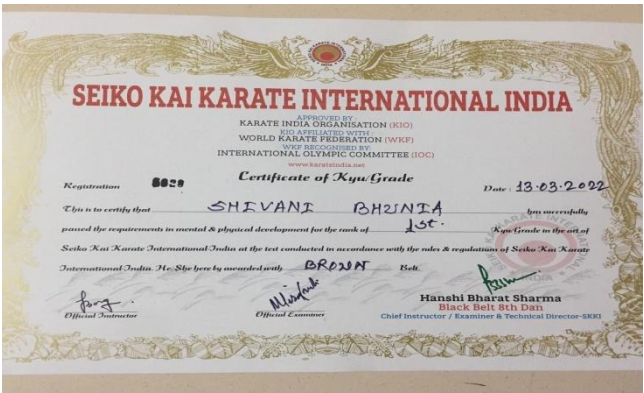 SEIKO KAI KARATE INTERNATIONAL INDIA
APPROVED BY:
KARATE INDIA ORGANISATION (KIO)
KIO AFFILIATED WITH:
WORLD KARATE FEDERATION (WKF)
WKF RECOGNISED BY:
INTERNATIONAL OLYMPIC COMMITTEE (IOC)
www.karateindia.net
Certificate of Kyu/Grade
Registration Date: 13.03.2022
This is to certify that SHIVANI BHUNIA has successfully
passed the requirements in mental & physical development for the rank of 1st. Kyu Grade in the art of
Seiko Kai Karate International India at the test conducted in accordance with the rules & regulation of Seiko Kai Karate
International India. He/She here by awarded with BROWN Belt.
Hanshi Bharat Sharma
Black Belt 8th Dan
Official Instructor Official Examiner Chief Instructor / Examiner & Technical Director-SKKI